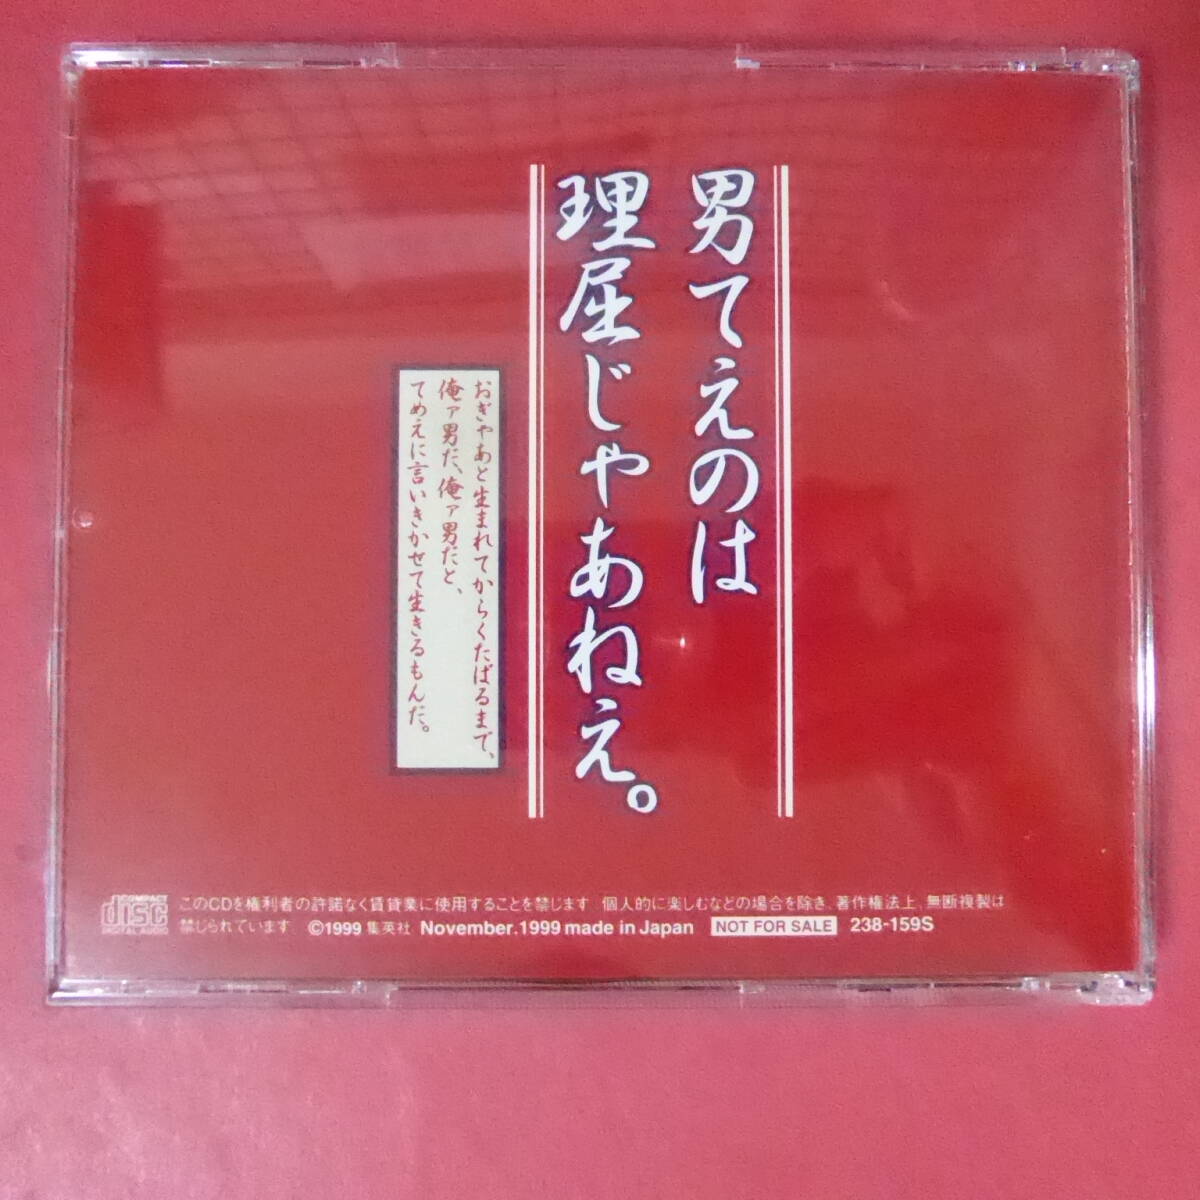 男てえのは
理屈じゃあねえ。
おぎゃあと生まれてからくたばるまで、
俺ァ男だ、俺ァ男だと、
てめえに言いきかせて生きるもんだ。
COMPACT
disc
DIGITAL AUDIO
このCDを権利者の許諾なく賃貸業に使用することを禁じます。個人的に楽しむなどの場合を除き、著作権法上、無断複製は
禁じられています。 ©1999 集英社 November.1999 made in Japan NOT FOR SALE 238-159S